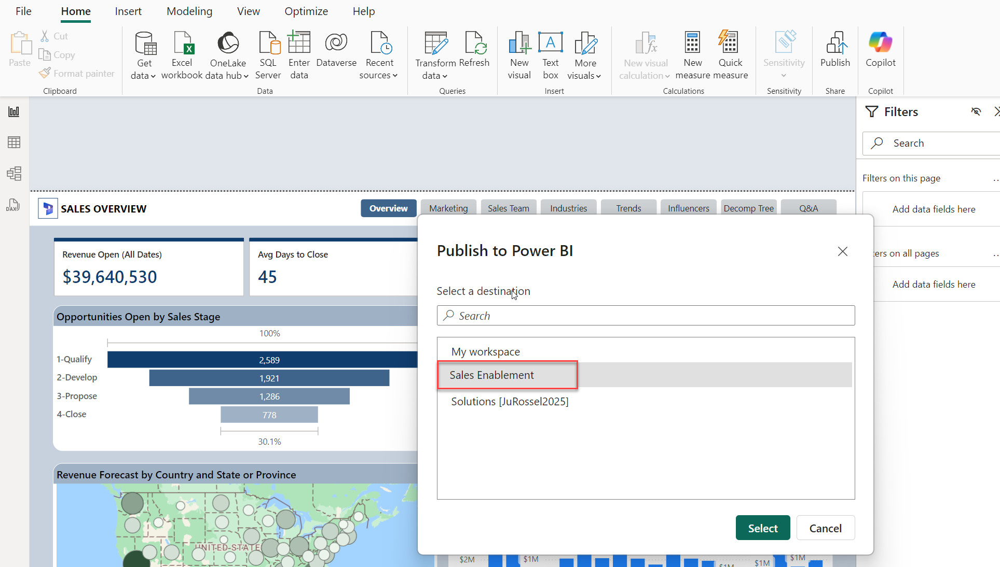 File Home Insert Modeling View Optimize Help
Paste
Cut
Copy
Format painter
Clipboard
Get data
Excel workbook
OneLake data hub
SQL Server
Enter data
Dataverse
Recent sources
Data
Transform data
Refresh
Queries
New visual
Text box
More visuals
Insert
New visual calculation
New measure
Quick measure
Calculations
Sensitivity
Sensitivity
Publish
Share
Copilot
Copilot
DAX
SALES OVERVIEW
Overview Marketing Sales Team Industries Trends Influencers Decomp Tree Q&A
Revenue Open (All Dates)
$39,640,530
Avg Days to Close
45
Opportunities Open by Sales Stage
100%
1-Qualify 2,589
2-Develop 1,921
3-Propose 1,286
4-Close 778
30.1%
Revenue Forecast by Country and State or Province
UNITED STATE
Publish to Power BI
Select a destination
Search
My workspace
Sales Enablement
Solutions [JuRossel2025]
Select Cancel
$2M $1M $1M $1M $1M
Filters
Search
Filters on this page ..
Add data fields here
ters on all pages ..
Add data fields here